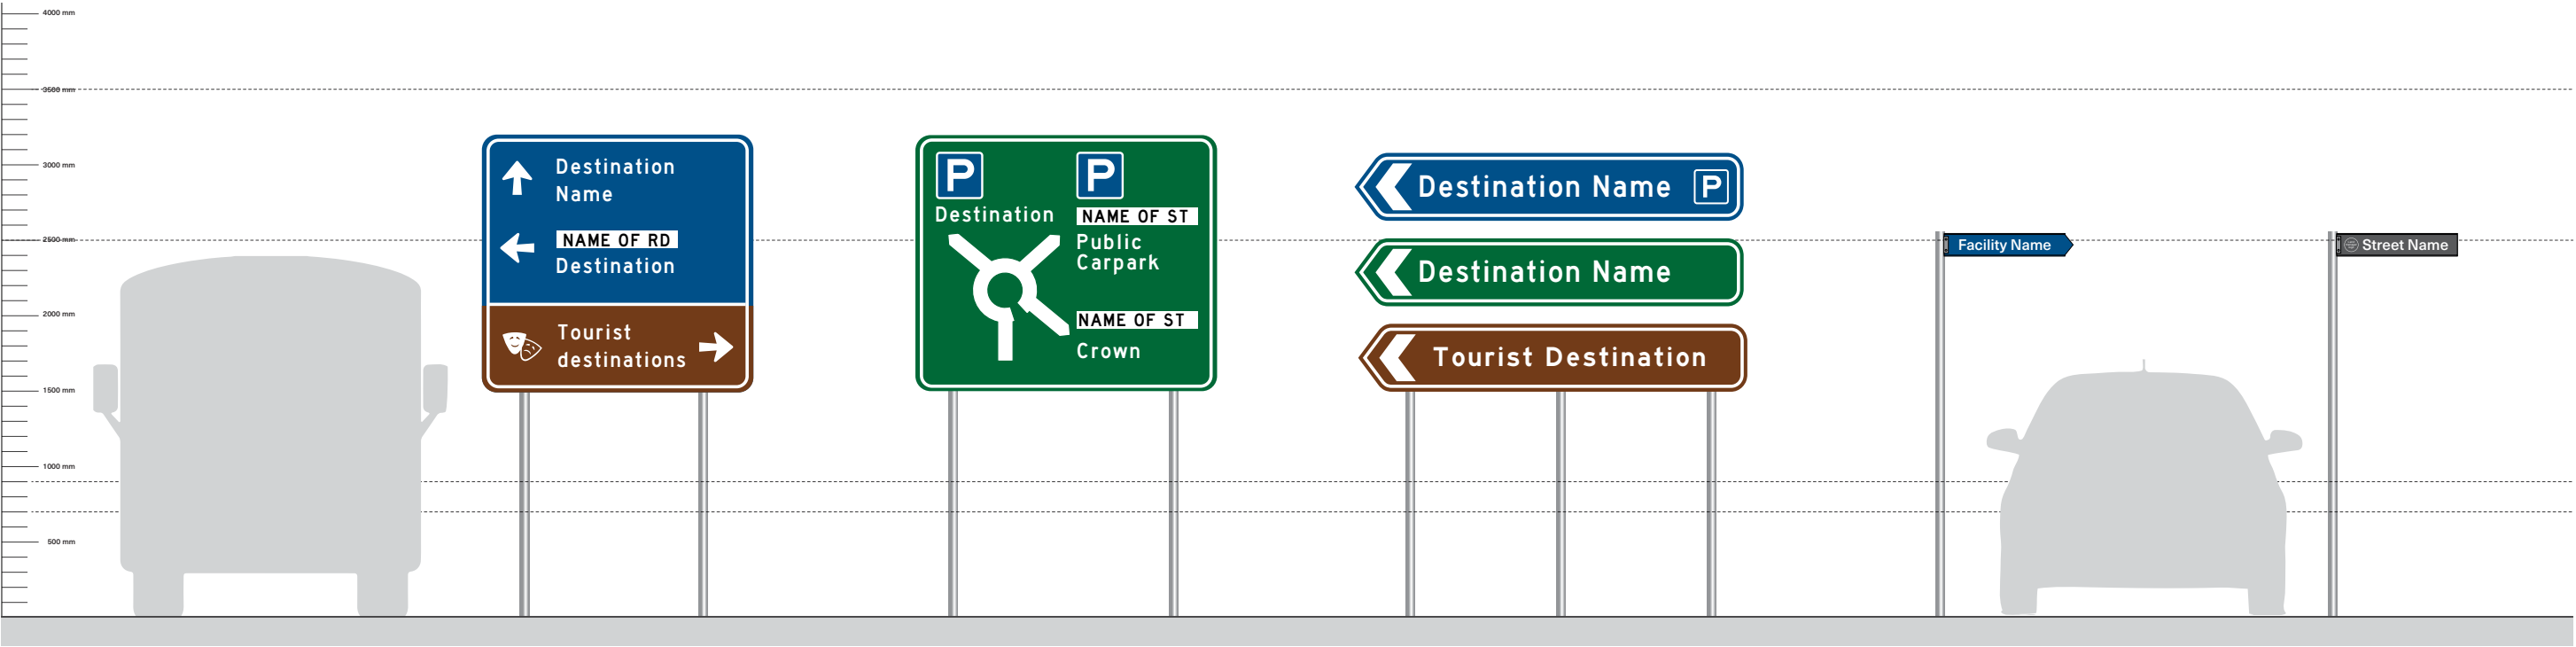 4000 mm
3500 mm
3000 mm
2500 mm
2000 mm
1500 mm
1000 mm
500 mm
Destination
Name
NAME OF RD
Destination
Tourist
destinations
P
Destination
P
NAME OF ST
Public
Carpark
NAME OF ST
Crown
Destination Name P
Destination Name
Tourist Destination
Facility Name
Street Name